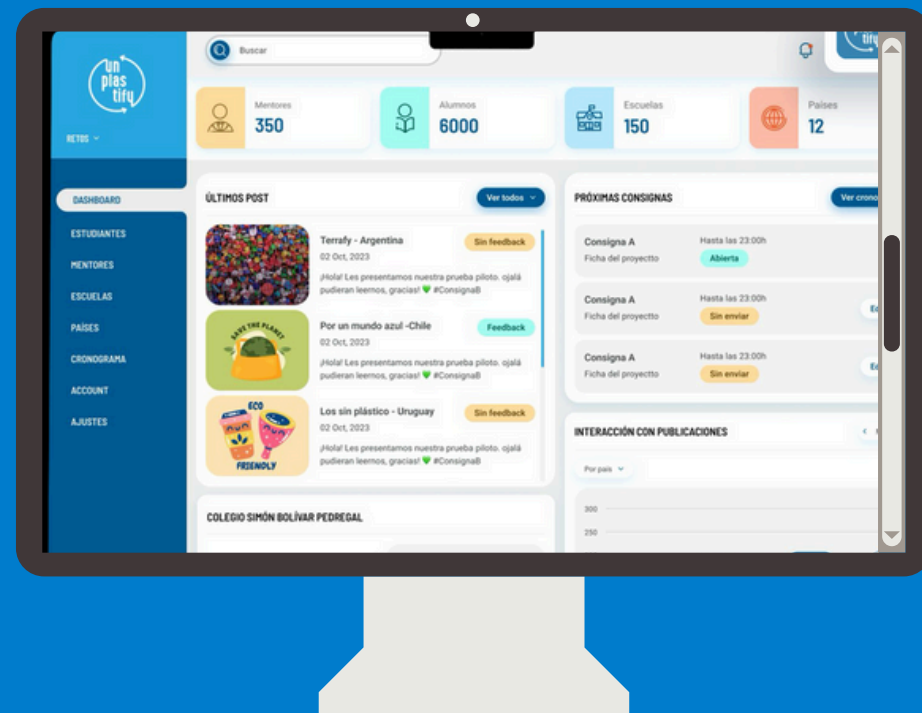 un
plas
tify
RETOS
DASHBOARD
ESTUDIANTES
MENTORES
ESCUELAS
PAÍSES
CRONOGRAMA
ACCOUNT
AJUSTES
Buscar
tify
Mentores
350
Alumnos
6000
Escuelas
150
Países
12
ÚLTIMOS POST
Ver todos
Terrafy - Argentina
Sin feedback
02 Oct, 2023
¡Hola! Les presentamos nuestra prueba piloto. ojalá
pudieran leernos, gracias! 💚 #ConsignaB
SAVE THE PLANET
Por un mundo azul -Chile
Feedback
02 Oct, 2023
¡Hola! Les presentamos nuestra prueba piloto. ojalá
pudieran leernos, gracias! 💚 #ConsignaB
ECO
FRIENDLY
Los sin plástico - Uruguay
Sin feedback
02 Oct, 2023
¡Hola! Les presentamos nuestra prueba piloto. ojalá
pudieran leernos, gracias! 💚 #ConsignaB
COLEGIO SIMÓN BOLÍVAR PEDREGAL
PRÓXIMAS CONSIGNAS
Ver crono
Consigna A
Hasta las 23:00h
Ficha del proyectto
Abierta
Consigna A
Hasta las 23:00h
Ficha del proyectto
Sin enviar
Consigna A
Hasta las 23:00h
Ficha del proyectto
Sin enviar
INTERACCIÓN CON PUBLICACIONES
Por país
300
250